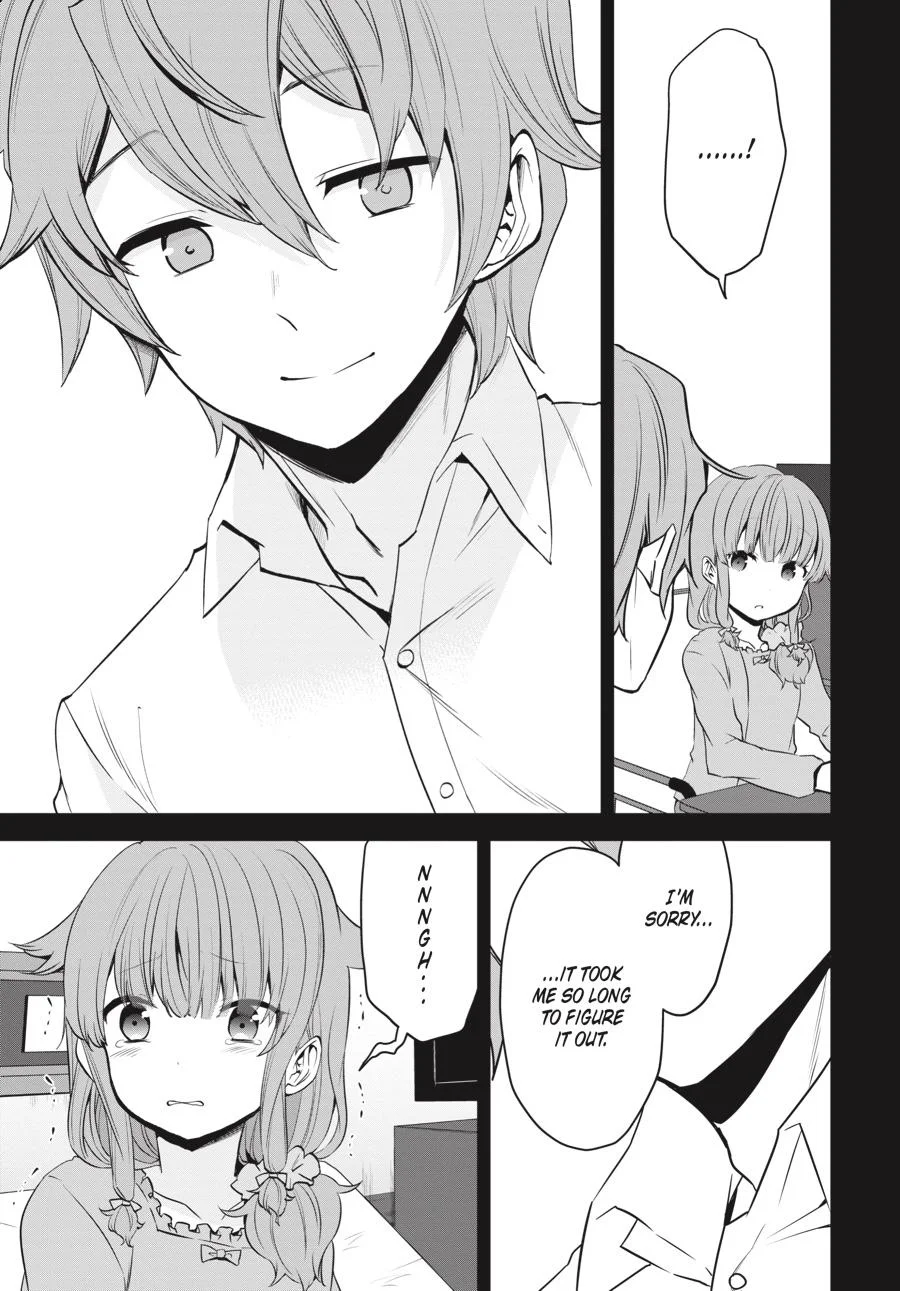 ......!
I'M
SORRY...
...IT TOOK
ME SO LONG
TO FIGURE
IT OUT.
NNNGH...